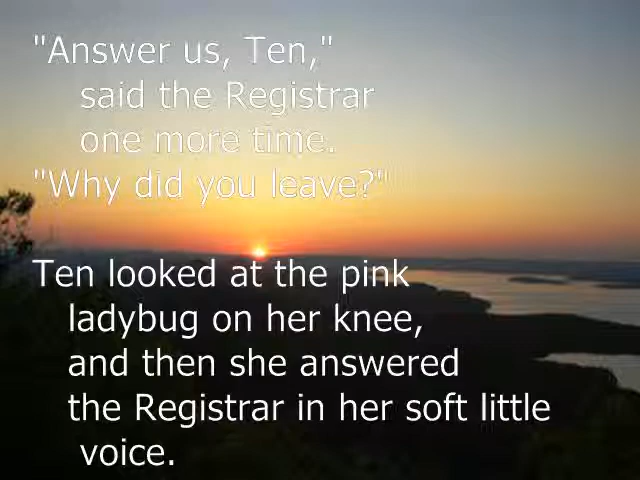 "Answer us, Ten,"
said the Registrar
one more time.
"Why did you leave?"
Ten looked at the pink
ladybug on her knee,
and then she answered
the Registrar in her soft little
voice.